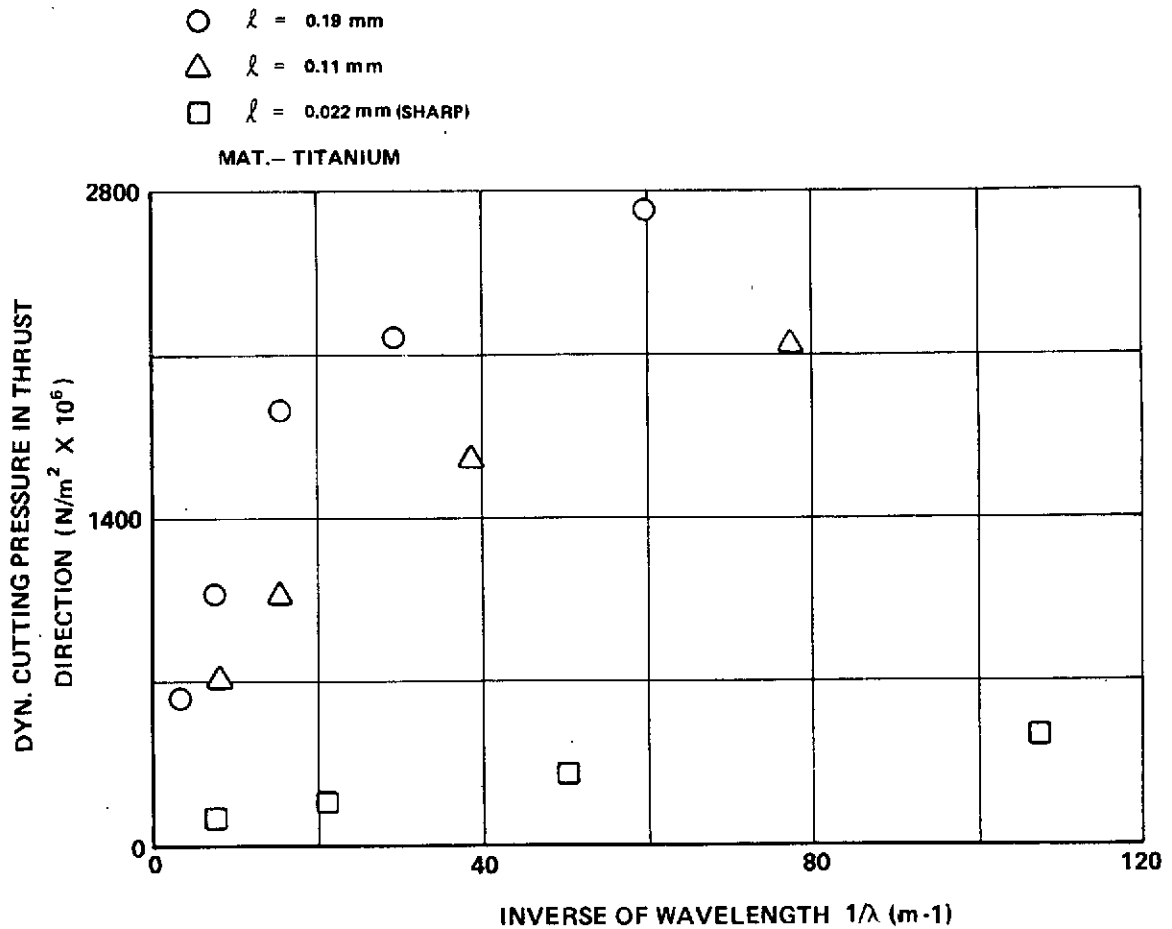 ℓ = 0.19 mm
ℓ = 0.11 mm
ℓ = 0.022 mm (SHARP)
MAT.– TITANIUM
2800
1400
0
DYN. CUTTING PRESSURE IN THRUST
DIRECTION (N/m² X 10⁶)
0 40 80 120
INVERSE OF WAVELENGTH 1/λ (m-1)